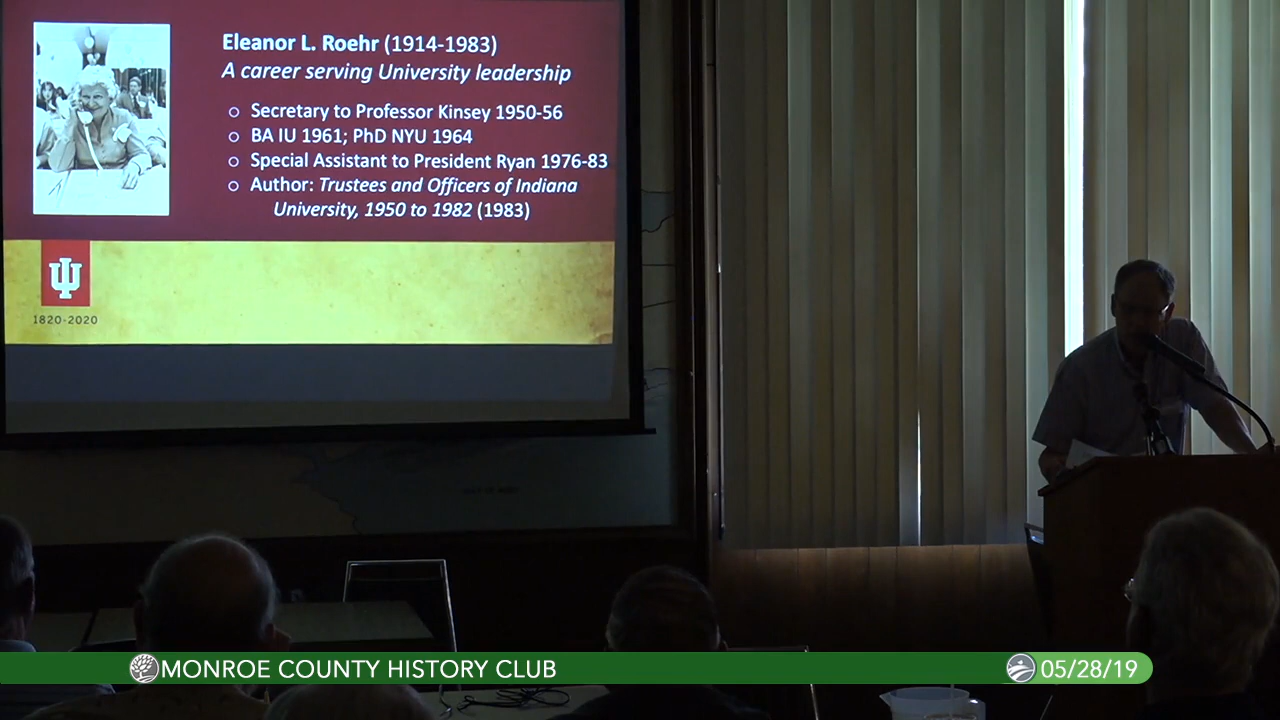 Eleanor L. Roehr (1914-1983)
A career serving University leadership
Secretary to Professor Kinsey 1950-56
BA IU 1961; PhD NYU 1964
Special Assistant to President Ryan 1976-83
Author: Trustees and Officers of Indiana
University, 1950 to 1982 (1983)
IU
1820-2020
MONROE COUNTY HISTORY CLUB
05/28/19